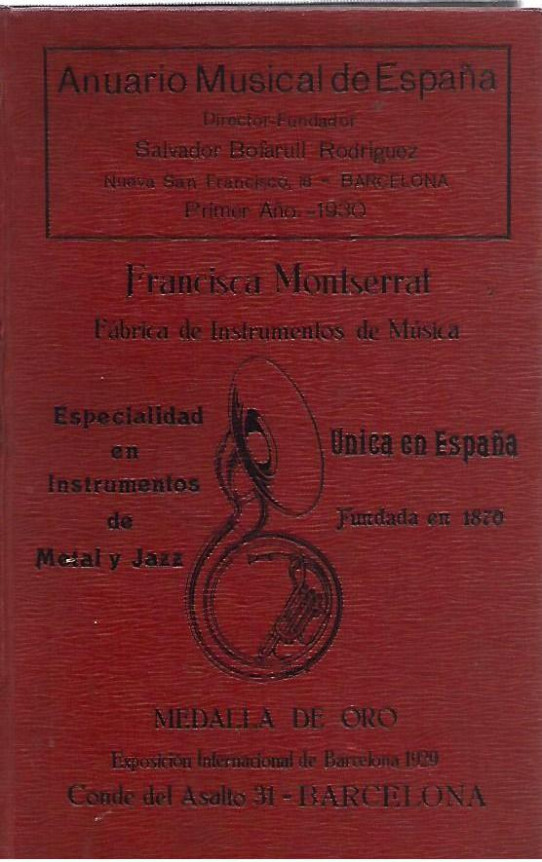 Anuario Musical de España
Director-Fundador
Salvador Bofarull Rodriguez
Nueva San Francisco, 18 - BARCELONA
Primer Año. - 1930
Francisca Montserrat
Fábrica de Instrumentos de Música
Especialidad
en
Instrumentos
de
Metal y Jazz
Unica en España
Fundada en 1870
MEDALLA DE ORO
Exposición Internacional de Barcelona 1929
Conde del Asalto 31 - BARCELONA